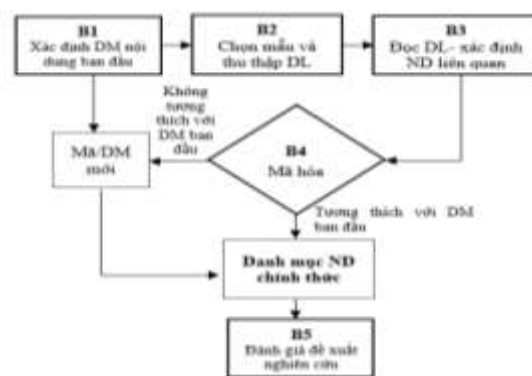 B1
Xác định DM nội
dung ban đầu
B2
Chọn mẫu và
thu thập DL
B3
Đọc DL- xác định
ND liên quan
Không
tương
thích với
DM ban
đầu
Mã/DM
mới
B4
Mã hóa
Tương thích với DM
ban đầu
Danh mục ND
chính thức
B5
Đánh giá đề xuất
nghiên cứu